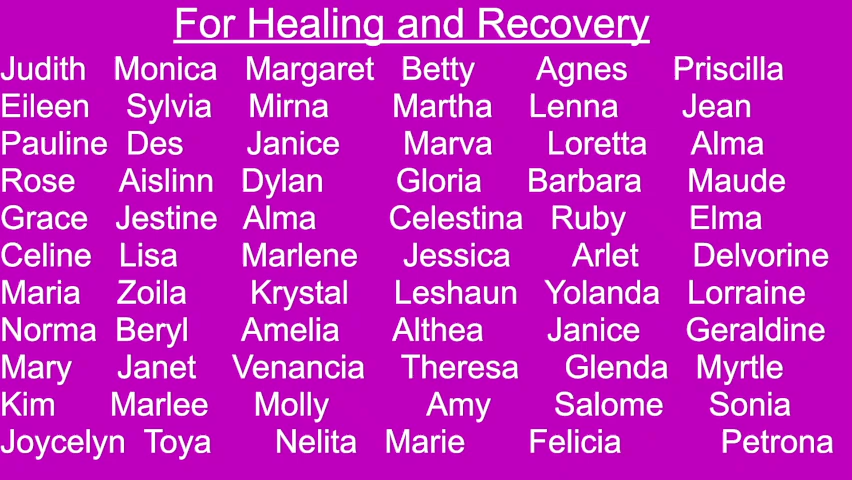 For Healing and Recovery
Judith Monica Margaret Betty Agnes Priscilla
Eileen Sylvia Mirna Martha Lenna Jean
Pauline Des Janice Marva Loretta Alma
Rose Aislinn Dylan Gloria Barbara Maude
Grace Jestine Alma Celestina Ruby Elma
Celine Lisa Marlene Jessica Arlet Delvorine
Maria Zoila Krystal Leshaun Yolanda Lorraine
Norma Beryl Amelia Althea Janice Geraldine
Mary Janet Venancia Theresa Glenda Myrtle
Kim Marlee Molly Amy Salome Sonia
Joycelyn Toya Nelita Marie Felicia Petrona